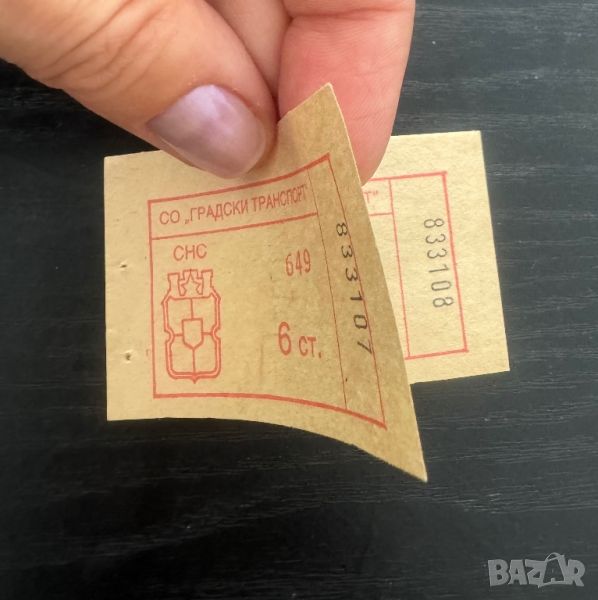 СО „ГРАДСКИ ТРАНСПОРТ
СНС
649
6 ст.
833107
Т"
833108
BAZAR